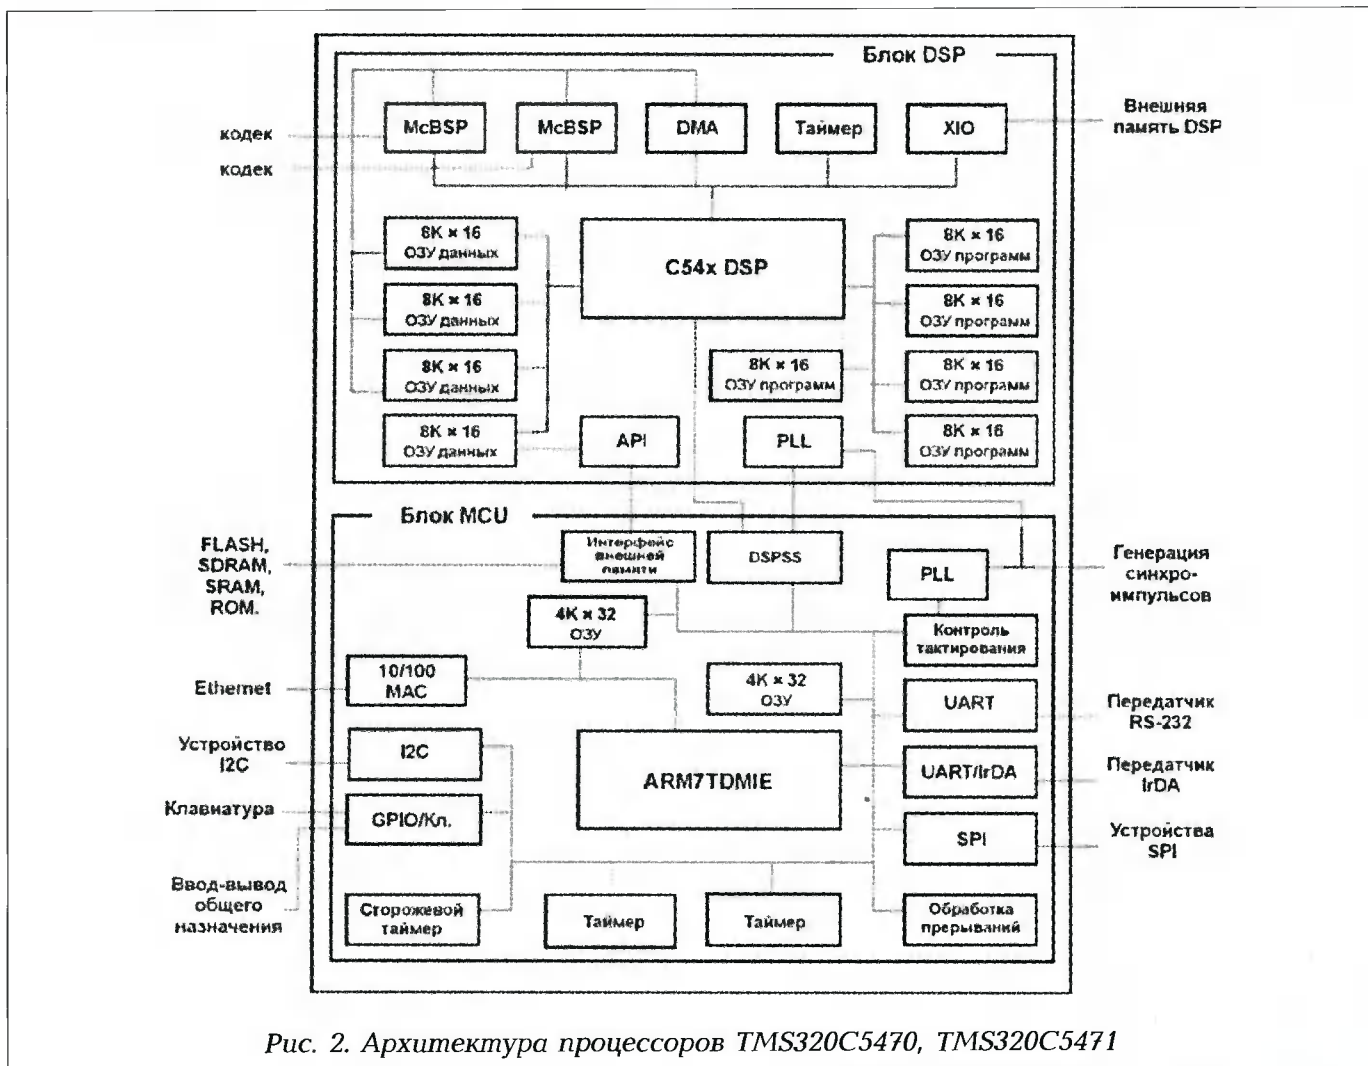 Блок DSP
McBSP
McBSP
DMA
Таймер
XIO
кодек
кодек
Внешняя
память DSP
8K × 16
ОЗУ данных
8K × 16
ОЗУ данных
8K × 16
ОЗУ данных
8K × 16
ОЗУ данных
C54x DSP
8K × 16
ОЗУ программ
8K × 16
ОЗУ программ
8K × 16
ОЗУ программ
8K × 16
ОЗУ программ
8K × 16
ОЗУ программ
API
PLL
Блок MCU
FLASH,
SDRAM,
SRAM,
ROM.
Интерфейс
внешней
памяти
DSPSS
PLL
Генерация
синхро-
импульсов
4K × 32
ОЗУ
Контроль
тактирования
Ethernet
10/100
MAC
4K × 32
ОЗУ
UART
Передатчик
RS-232
Устройство
I2C
I2C
ARM7TDMIE
UART/IrDA
Передатчик
IrDA
Клавиатура
GPIO/Кл.
SPI
Устройства
SPI
Ввод-вывод
общего
назначения
Сторожевой
таймер
Таймер
Таймер
Обработка
прерываний
Рис. 2. Архитектура процессоров TMS320C5470, TMS320C5471